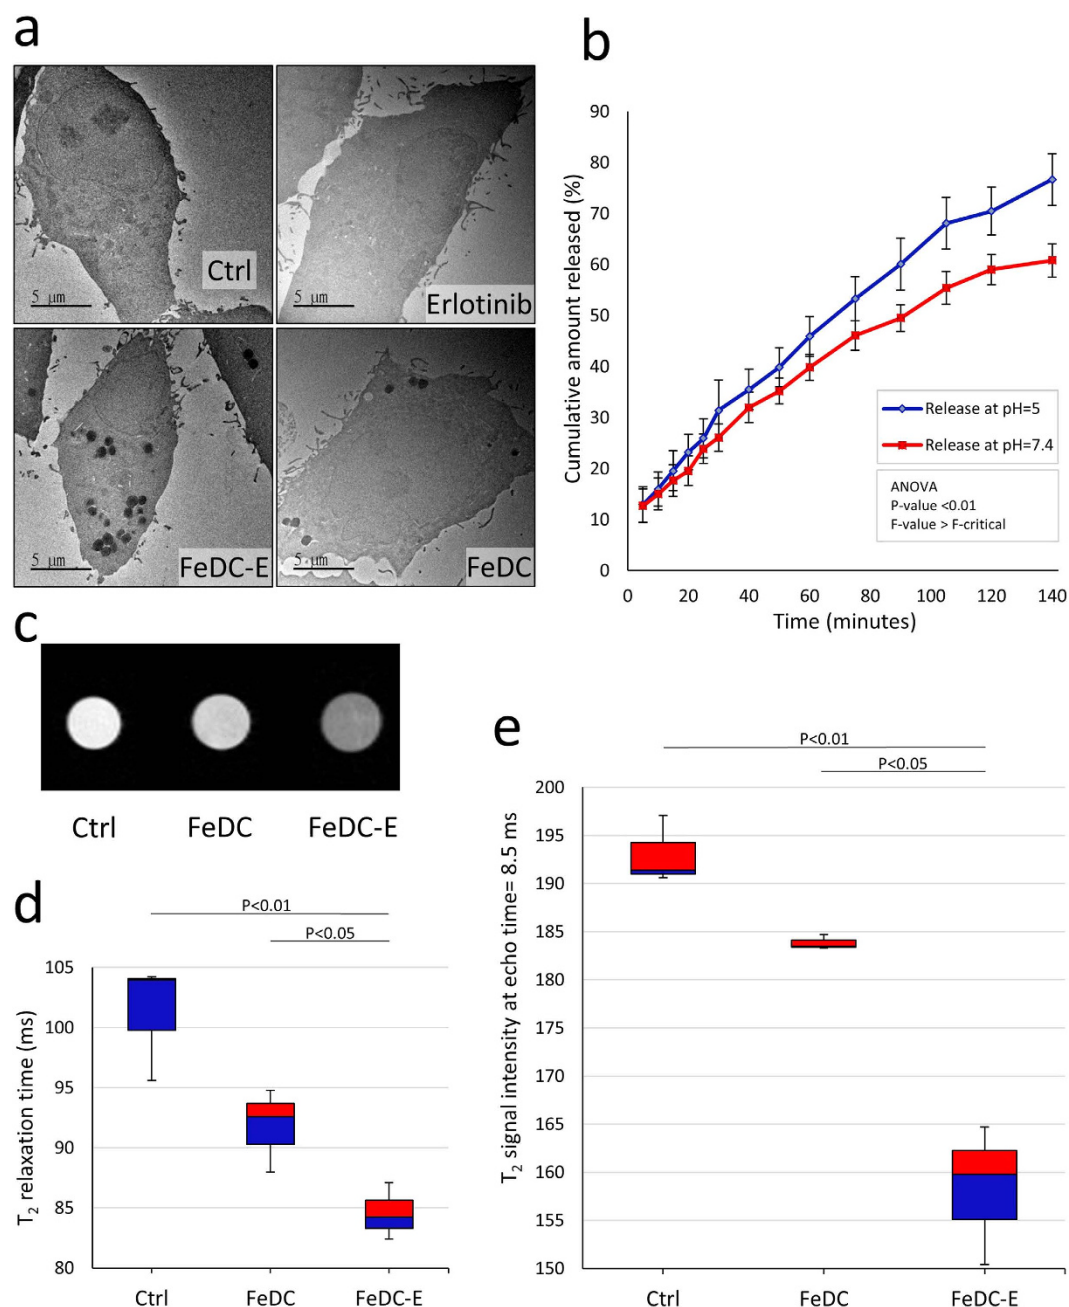 a
Ctrl
5 µm
Erlotinib
5 µm
FeDC-E
5 µm
FeDC
5 µm
b
Cumulative amount released (%)
90
80
70
60
50
40
30
20
10
0
0 20 40 60 80 100 120 140
Time (minutes)
Release at pH=5
Release at pH=7.4
ANOVA
P-value <0.01
F-value > F-critical
c
Ctrl FeDC FeDC-E
d
P<0.01
P<0.05
T2 relaxation time (ms)
105
100
95
90
85
80
Ctrl FeDC FeDC-E
e
P<0.01
P<0.05
T2 signal intensity at echo time= 8.5 ms
200
195
190
185
180
175
170
165
160
155
150
Ctrl FeDC FeDC-E